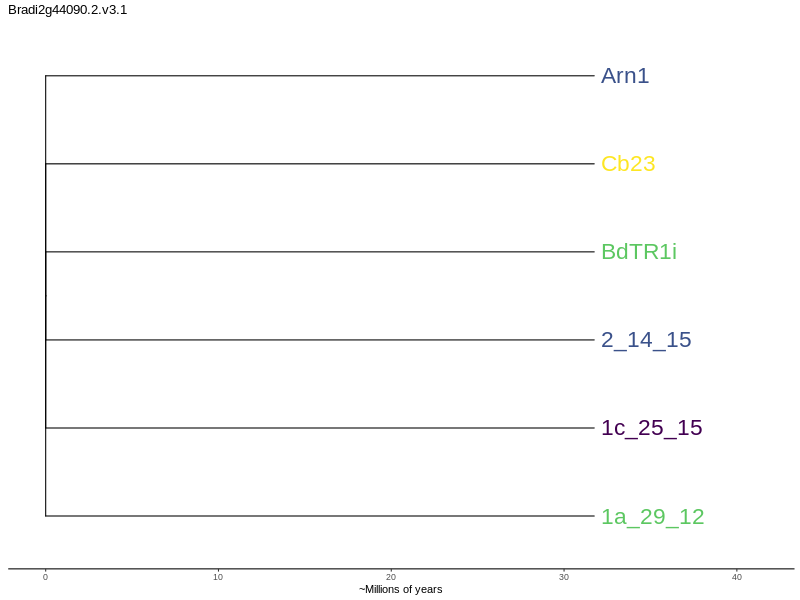 Bradi2g44090.2.v3.1
Arn1
Cb23
BdTR1i
2_14_15
1c_25_15
1a_29_12
0 10 20 30 40
~Millions of years